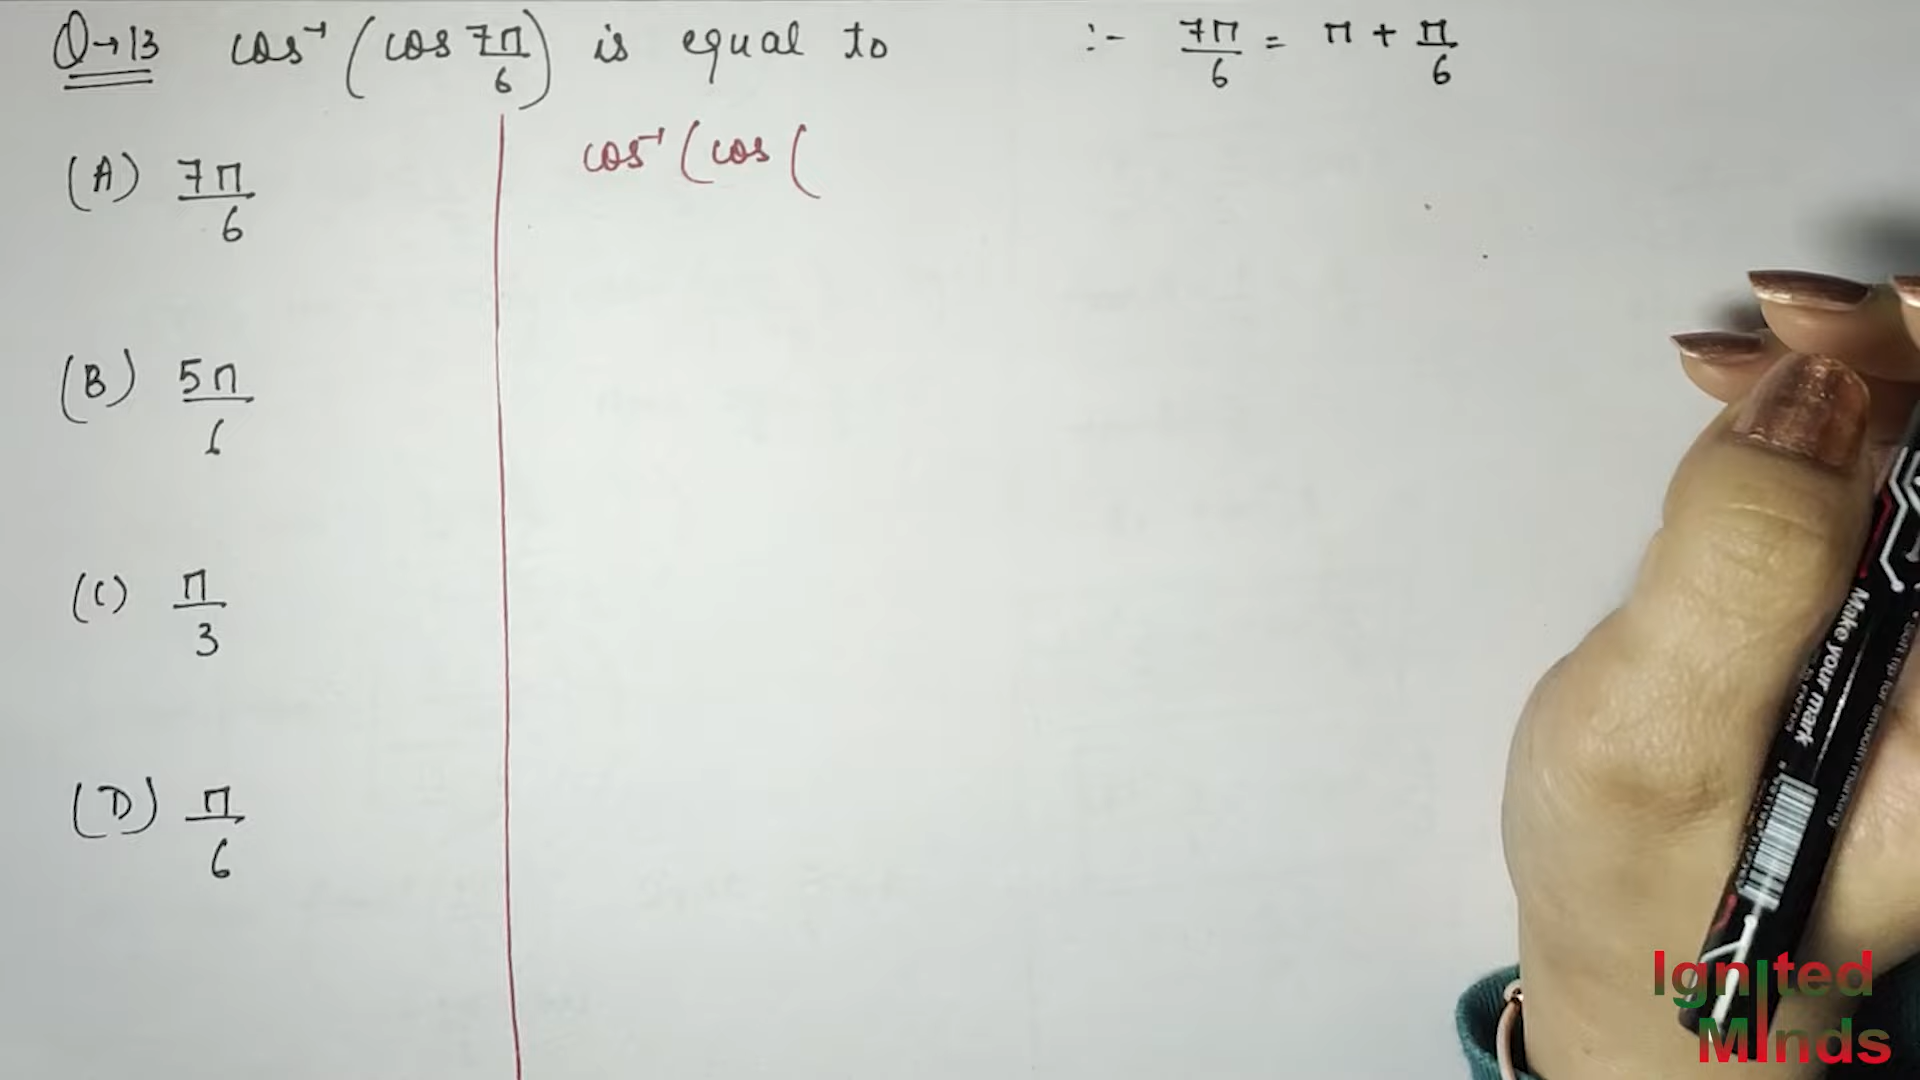 Q→13 cos⁻¹(cos 7π/6) is equal to
:- 7π/6 = π + π/6
cos⁻¹(cos(
(A) 7π/6
(B) 5π/6
(C) π/3
(D) π/6
Make your mark
Ignited
Minds